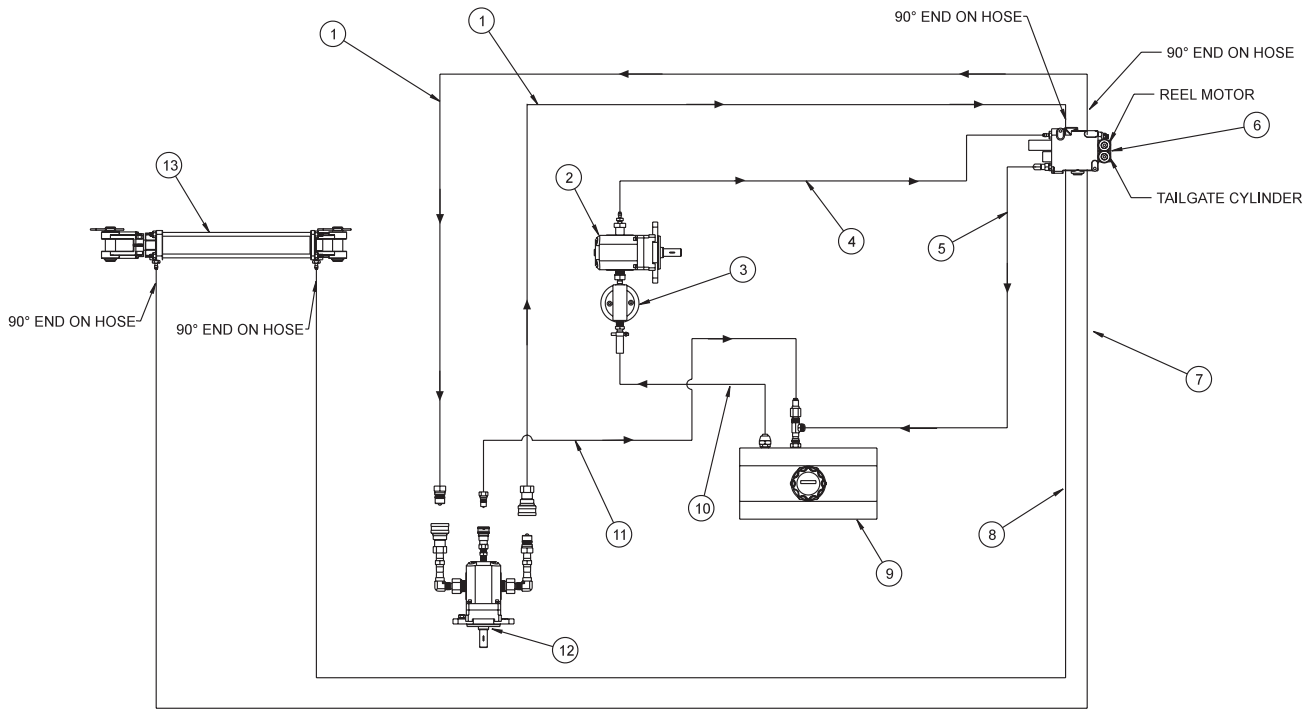 90° END ON HOSE
1
1
90° END ON HOSE
REEL MOTOR
6
13
2
TAILGATE CYLINDER
4
5
3
90° END ON HOSE
90° END ON HOSE
7
10
11
8
9
12